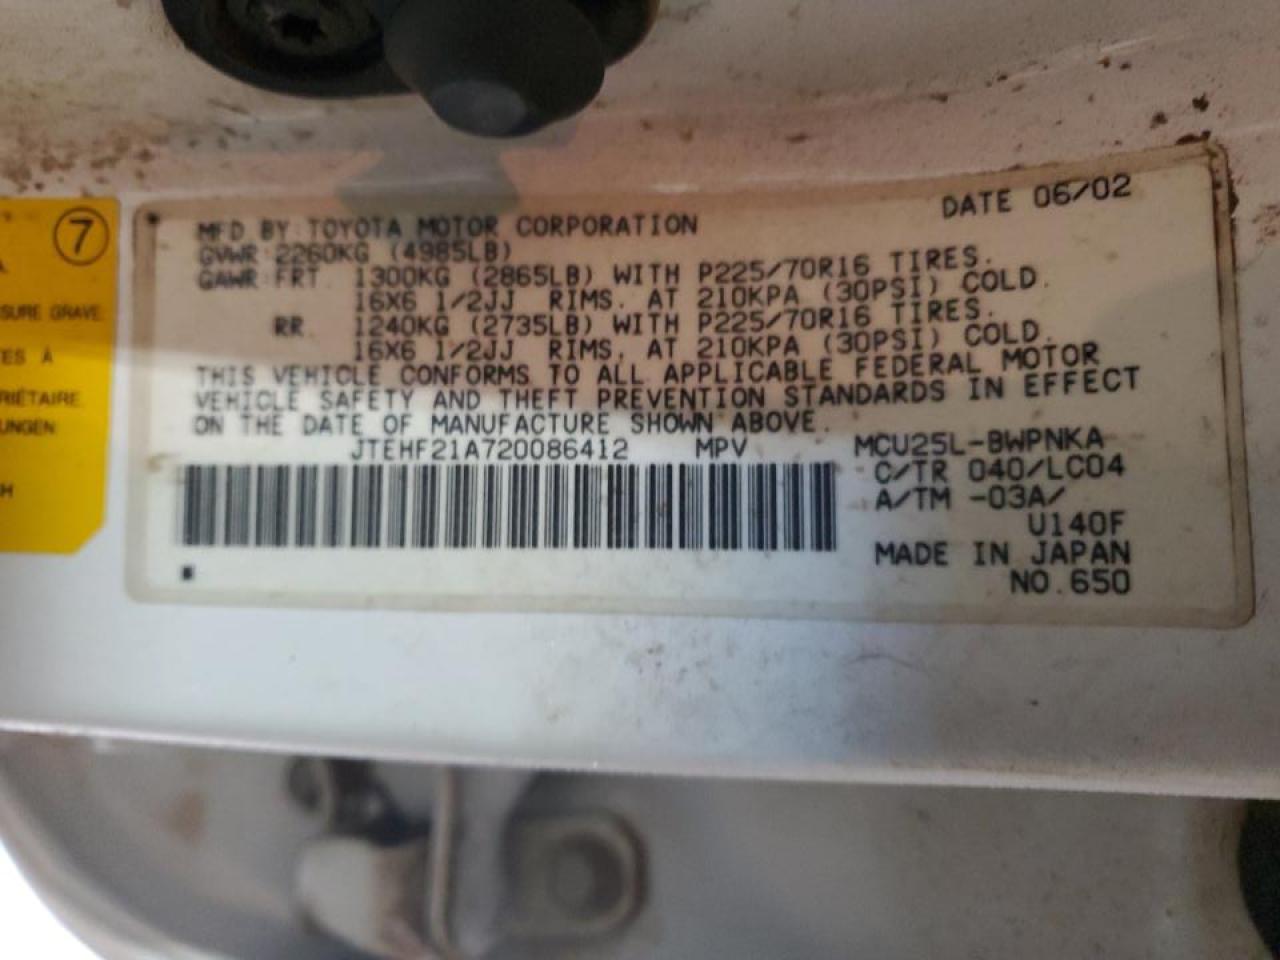 DATE 06/02
MFD BY: TOYOTA MOTOR CORPORATION
GVWR 2260KG (4985LB)
GAWR FRT. 1300KG (2865LB) WITH P225/70R16 TIRES.
16X6 1/2JJ RIMS. AT 210KPA (30PSI) COLD.
RR. 1240KG (2735LB) WITH P225/70R16 TIRES.
16X6 1/2JJ RIMS. AT 210KPA (30PSI) COLD.
THIS VEHICLE CONFORMS TO ALL APPLICABLE FEDERAL MOTOR
VEHICLE SAFETY AND THEFT PREVENTION STANDARDS IN EFFECT
ON THE DATE OF MANUFACTURE SHOWN ABOVE.
JTEHF21A720086412 MPV MCU25L-BWPNKA
C/TR 040/LC04
A/TM -03A/
U140F
MADE IN JAPAN
NO.650
7
A
SURE GRAVE
TES À
RIÉTAIRE
UNGEN
H